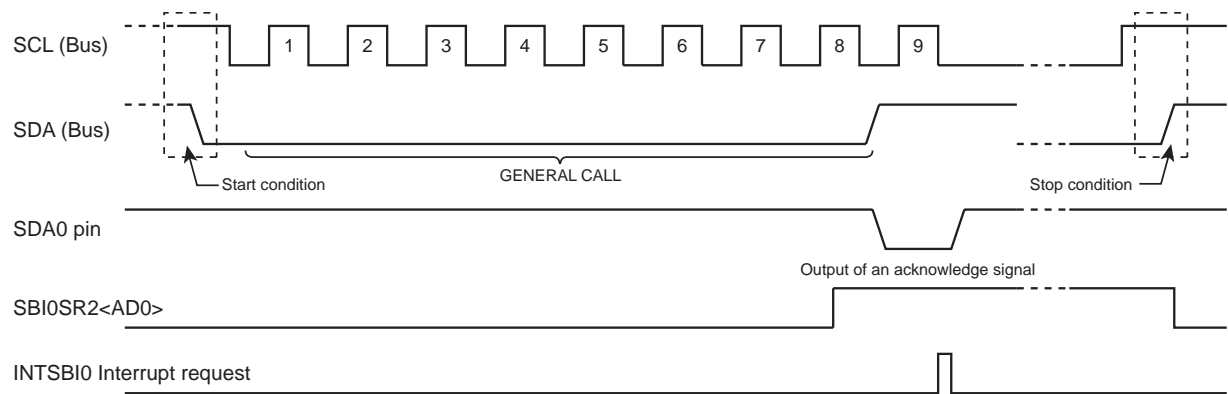 SCL (Bus)
1 2 3 4 5 6 7 8 9
SDA (Bus)
Start condition
GENERAL CALL
Stop condition
SDA0 pin
Output of an acknowledge signal
SBI0SR2<AD0>
INTSBI0 Interrupt request